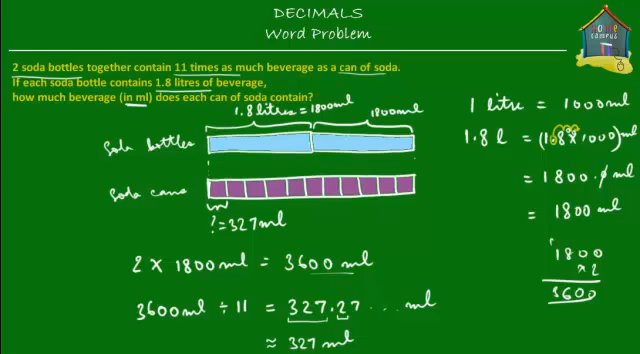 DECIMALS
Word Problem
home campus
2 soda bottles together contain 11 times as much beverage as a can of soda.
If each soda bottle contains 1.8 litres of beverage,
how much beverage (in ml) does each can of soda contain?
1.8 litres = 1800ml
1800ml
soda bottles
soda cans
? = 327ml
2 × 1800ml = 3600ml
3600ml ÷ 11 = 327.27 ... ml
≈ 327 ml
1 litre = 1000ml
1.8 l = (1.8 × 1000) ml
= 1800.0 ml
= 1800 ml
1800
× 2
3600